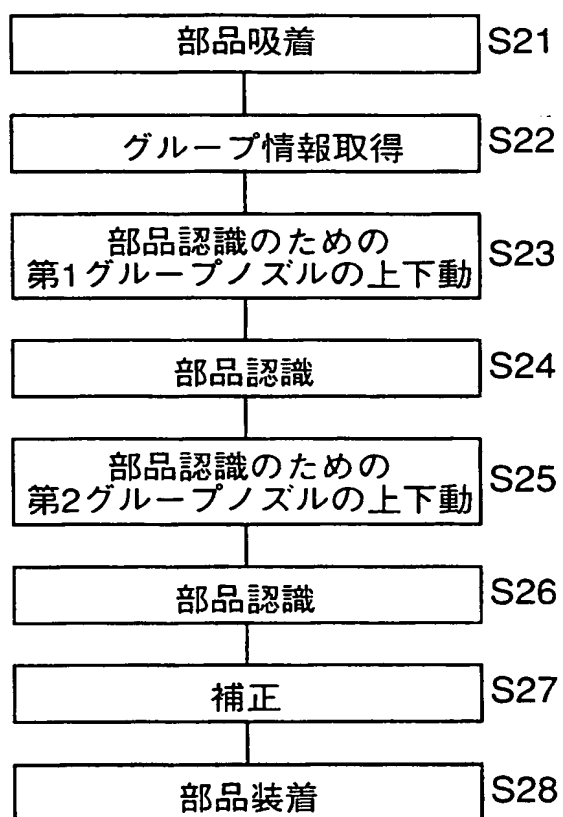 部品吸着 S21
グループ情報取得 S22
部品認識のための
第1グループノズルの上下動 S23
部品認識 S24
部品認識のための
第2グループノズルの上下動 S25
部品認識 S26
補正 S27
部品装着 S28